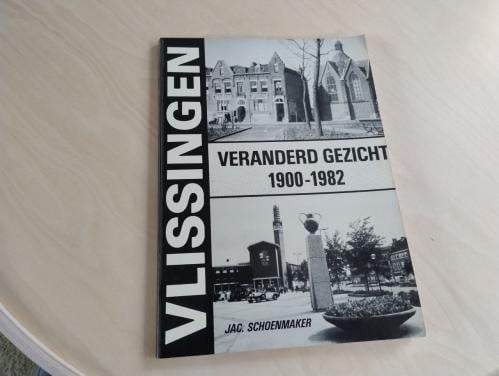 VLISSINGEN
VERANDERD GEZICHT
1900-1982
JAC. SCHOENMAKER